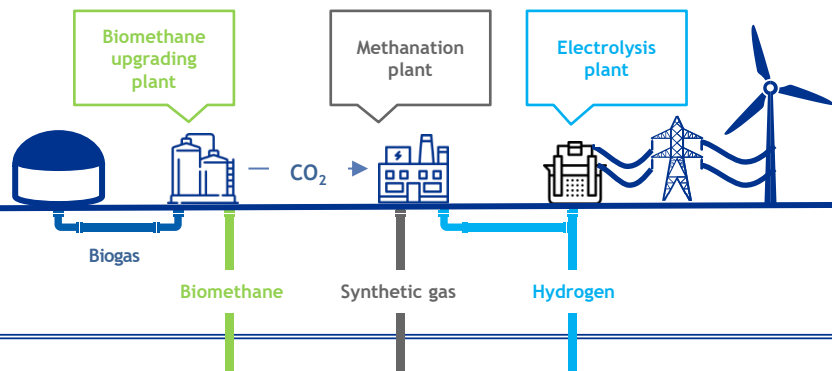 Biomethane
upgrading
plant
Methanation
plant
Electrolysis
plant
CO₂
Biogas
Biomethane
Synthetic gas
Hydrogen